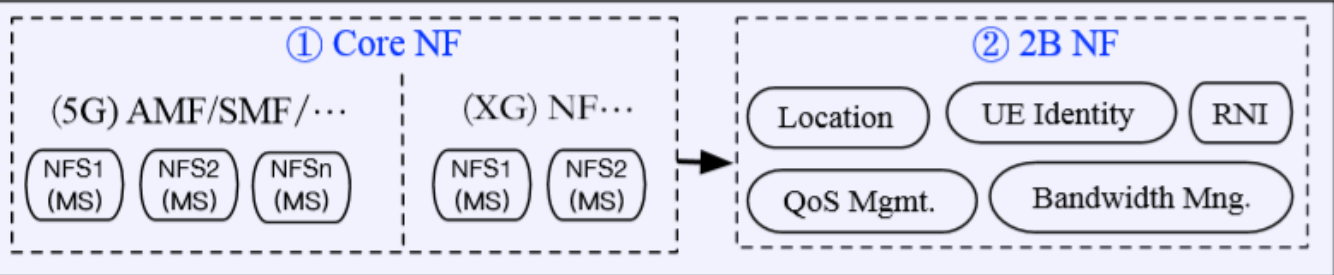 ① Core NF
(5G) AMF/SMF/⋯
(XG) NF⋯
NFS1
(MS)
NFS2
(MS)
NFSn
(MS)
NFS1
(MS)
NFS2
(MS)
② 2B NF
Location
UE Identity
RNI
QoS Mgmt.
Bandwidth Mng.